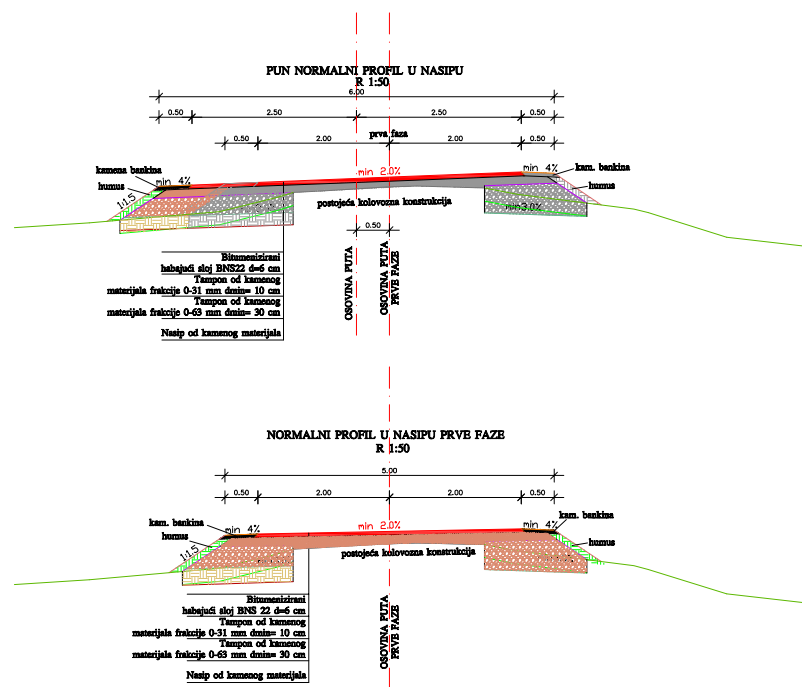 PUN NORMALNI PROFIL U NASIPU
R 1:50
6.00
0.50 2.50 2.50 0.50
prva faza
0.50 2.00 2.00 0.50
kamena bankina
min 4%
min 2.0%
min 4%
kam. bankina
humus
humus
1:1.5
postojeća kolovozna konstrukcija
min3.0%
0.50
Bitumenizirani
habajući sloj BNS22 d=6 cm
Tampon od kamenog
materijala frakcije 0-31 mm dmin= 10 cm
Tampon od kamenog
materijala frakcije 0-63 mm dmin= 30 cm
Nasip od kamenog materijala
OSOVINA PUTA
OSOVINA PUTA
PRVE FAZE
NORMALNI PROFIL U NASIPU PRVE FAZE
R 1:50
5.00
0.50 2.00 2.00 0.50
kam. bankina
min 4%
min 2.0%
min 4%
kam. bankina
humus
humus
1:1.5
postojeća kolovozna konstrukcija
Bitumenizirani
habajući sloj BNS 22 d=6 cm
Tampon od kamenog
materijala frakcije 0-31 mm dmin= 10 cm
Tampon od kamenog
materijala frakcije 0-63 mm dmin= 30 cm
Nasip od kamenog materijala
OSOVINA PUTA
PRVE FAZE